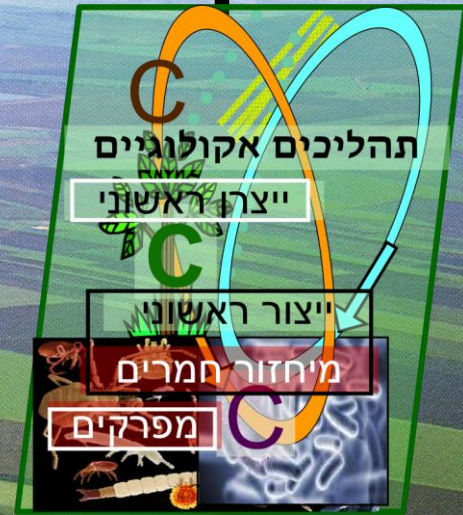 C
תהליכים אקולוגיים
ייצרן ראשוני
C
ייצור ראשוני
מיחזור חמרים
מפרקים
C